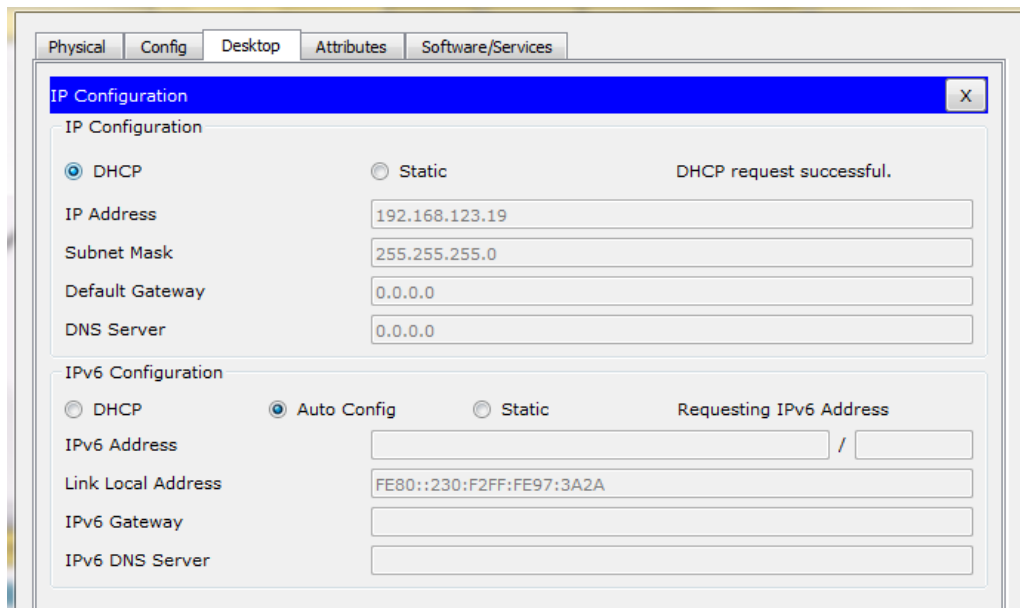 Physical Config Desktop Attributes Software/Services
IP Configuration X
IP Configuration
DHCP Static DHCP request successful.
IP Address 192.168.123.19
Subnet Mask 255.255.255.0
Default Gateway 0.0.0.0
DNS Server 0.0.0.0
IPv6 Configuration
DHCP Auto Config Static Requesting IPv6 Address
IPv6 Address /
Link Local Address FE80::230:F2FF:FE97:3A2A
IPv6 Gateway
IPv6 DNS Server